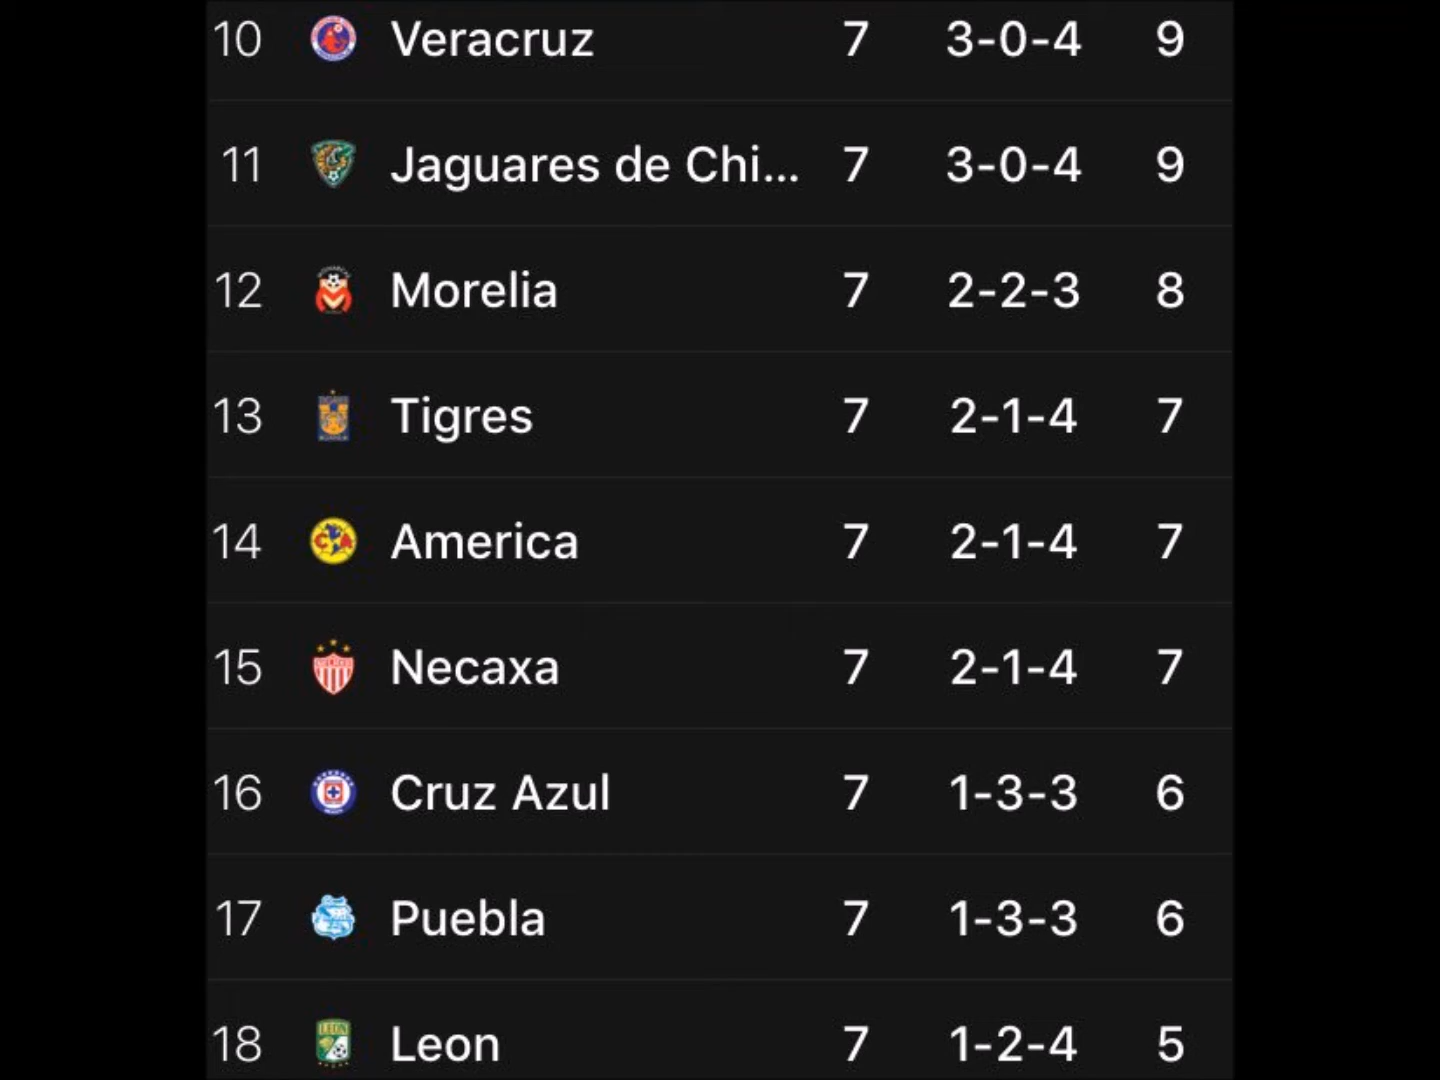 10 Veracruz 7 3-0-4 9
11 Jaguares de Chi... 7 3-0-4 9
12 Morelia 7 2-2-3 8
13 Tigres 7 2-1-4 7
14 America 7 2-1-4 7
15 Necaxa 7 2-1-4 7
16 Cruz Azul 7 1-3-3 6
17 Puebla 7 1-3-3 6
18 Leon 7 1-2-4 5